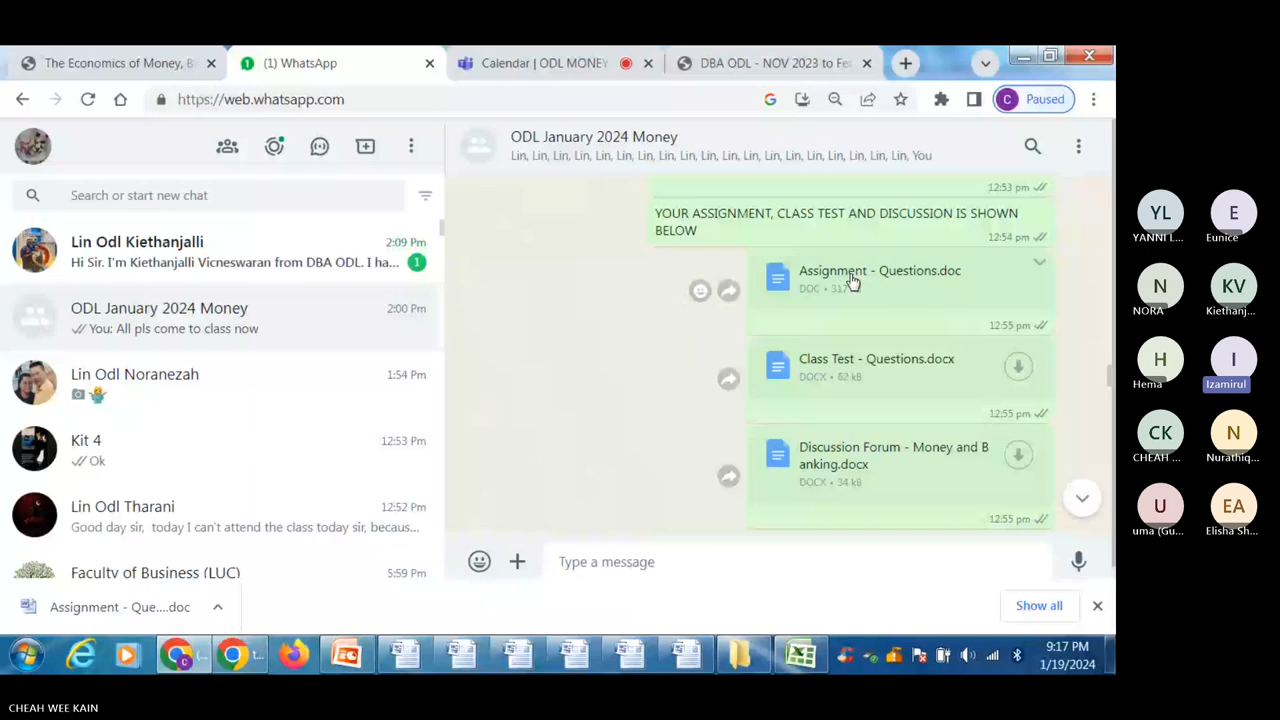 The Economics of Money, B
(1) WhatsApp
Calendar | ODL MONEY
DBA ODL - NOV 2023 to Fe
https://web.whatsapp.com
C
Paused
ODL January 2024 Money
Lin, Lin, Lin, Lin, Lin, Lin, Lin, Lin, Lin, Lin, Lin, Lin, Lin, Lin, Lin, Lin, Lin, Lin, Lin, You
Search or start new chat
Lin Odl Kiethanjalli
2:09 Pm
Hi Sir. I'm Kiethanjalli Vicneswaran from DBA ODL. I ha...
1
ODL January 2024 Money
2:00 Pm
You: All pls come to class now
Lin Odl Noranezah
1:54 Pm
Kit 4
12:53 Pm
Ok
Lin Odl Tharani
12:52 Pm
Good day sir, today I can't attend the class today sir, becaus...
Faculty of Business (LUC)
5:59 Pm
12:53 pm
YOUR ASSIGNMENT, CLASS TEST AND DISCUSSION IS SHOWN
BELOW
12:54 pm
Assignment - Questions.doc
DOC • 317
12:55 pm
Class Test - Questions.docx
DOCX • 62 kB
12:55 pm
Discussion Forum - Money and B
anking.docx
DOCX • 34 kB
12:55 pm
Type a message
Assignment - Que....doc
Show all
9:17 PM
1/19/2024
YL
YANNI L...
E
Eunice
N
NORA
KV
Kiethanj...
H
Hema
I
Izamirul
CK
CHEAH ...
N
Nurathiq...
U
uma (Gu...
EA
Elisha Sh...
CHEAH WEE KAIN